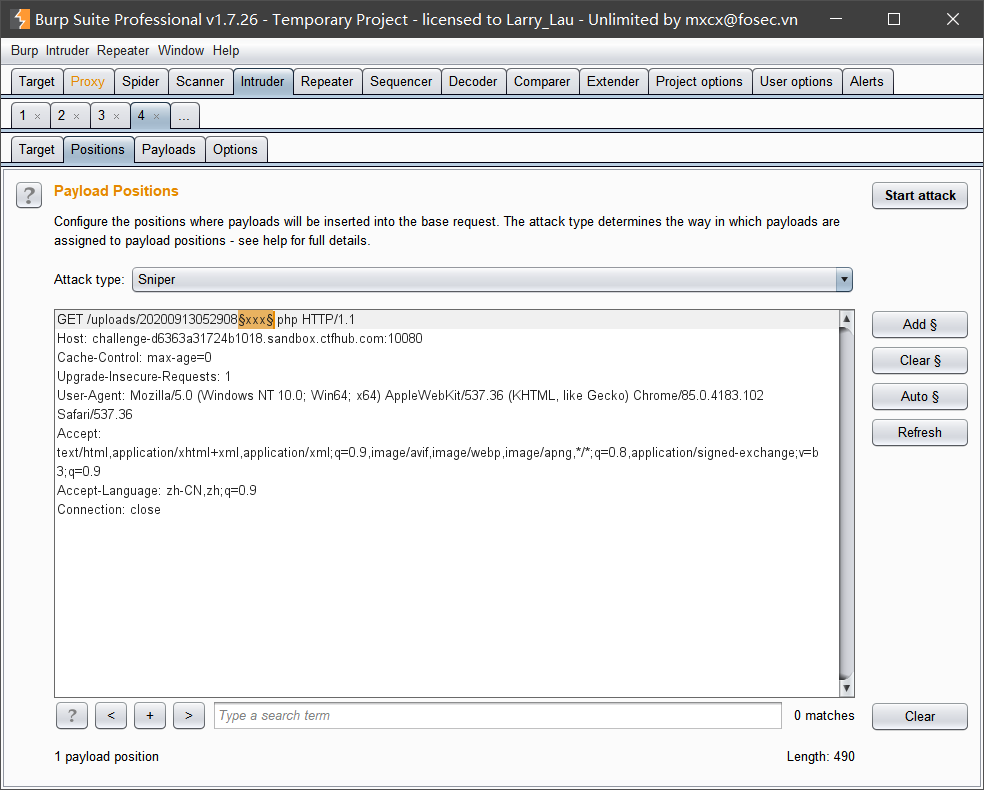 Burp Suite Professional v1.7.26 - Temporary Project - licensed to Larry_Lau - Unlimited by mxcx@fosec.vn
Burp Intruder Repeater Window Help
Target Proxy Spider Scanner Intruder Repeater Sequencer Decoder Comparer Extender Project options User options Alerts
1 × 2 × 3 × 4 × ...
Target Positions Payloads Options
? Payload Positions Start attack
Configure the positions where payloads will be inserted into the base request. The attack type determines the way in which payloads are
assigned to payload positions - see help for full details.
Attack type: Sniper
GET /uploads/20200913052908§xxx§.php HTTP/1.1
Host: challenge-d6363a31724b1018.sandbox.ctfhub.com:10080
Cache-Control: max-age=0
Upgrade-Insecure-Requests: 1
User-Agent: Mozilla/5.0 (Windows NT 10.0; Win64; x64) AppleWebKit/537.36 (KHTML, like Gecko) Chrome/85.0.4183.102
Safari/537.36
Accept:
text/html,application/xhtml+xml,application/xml;q=0.9,image/avif,image/webp,image/apng,*/*;q=0.8,application/signed-exchange;v=b
3;q=0.9
Accept-Language: zh-CN,zh;q=0.9
Connection: close
Add §
Clear §
Auto §
Refresh
? < + > Type a search term 0 matches Clear
1 payload position Length: 490